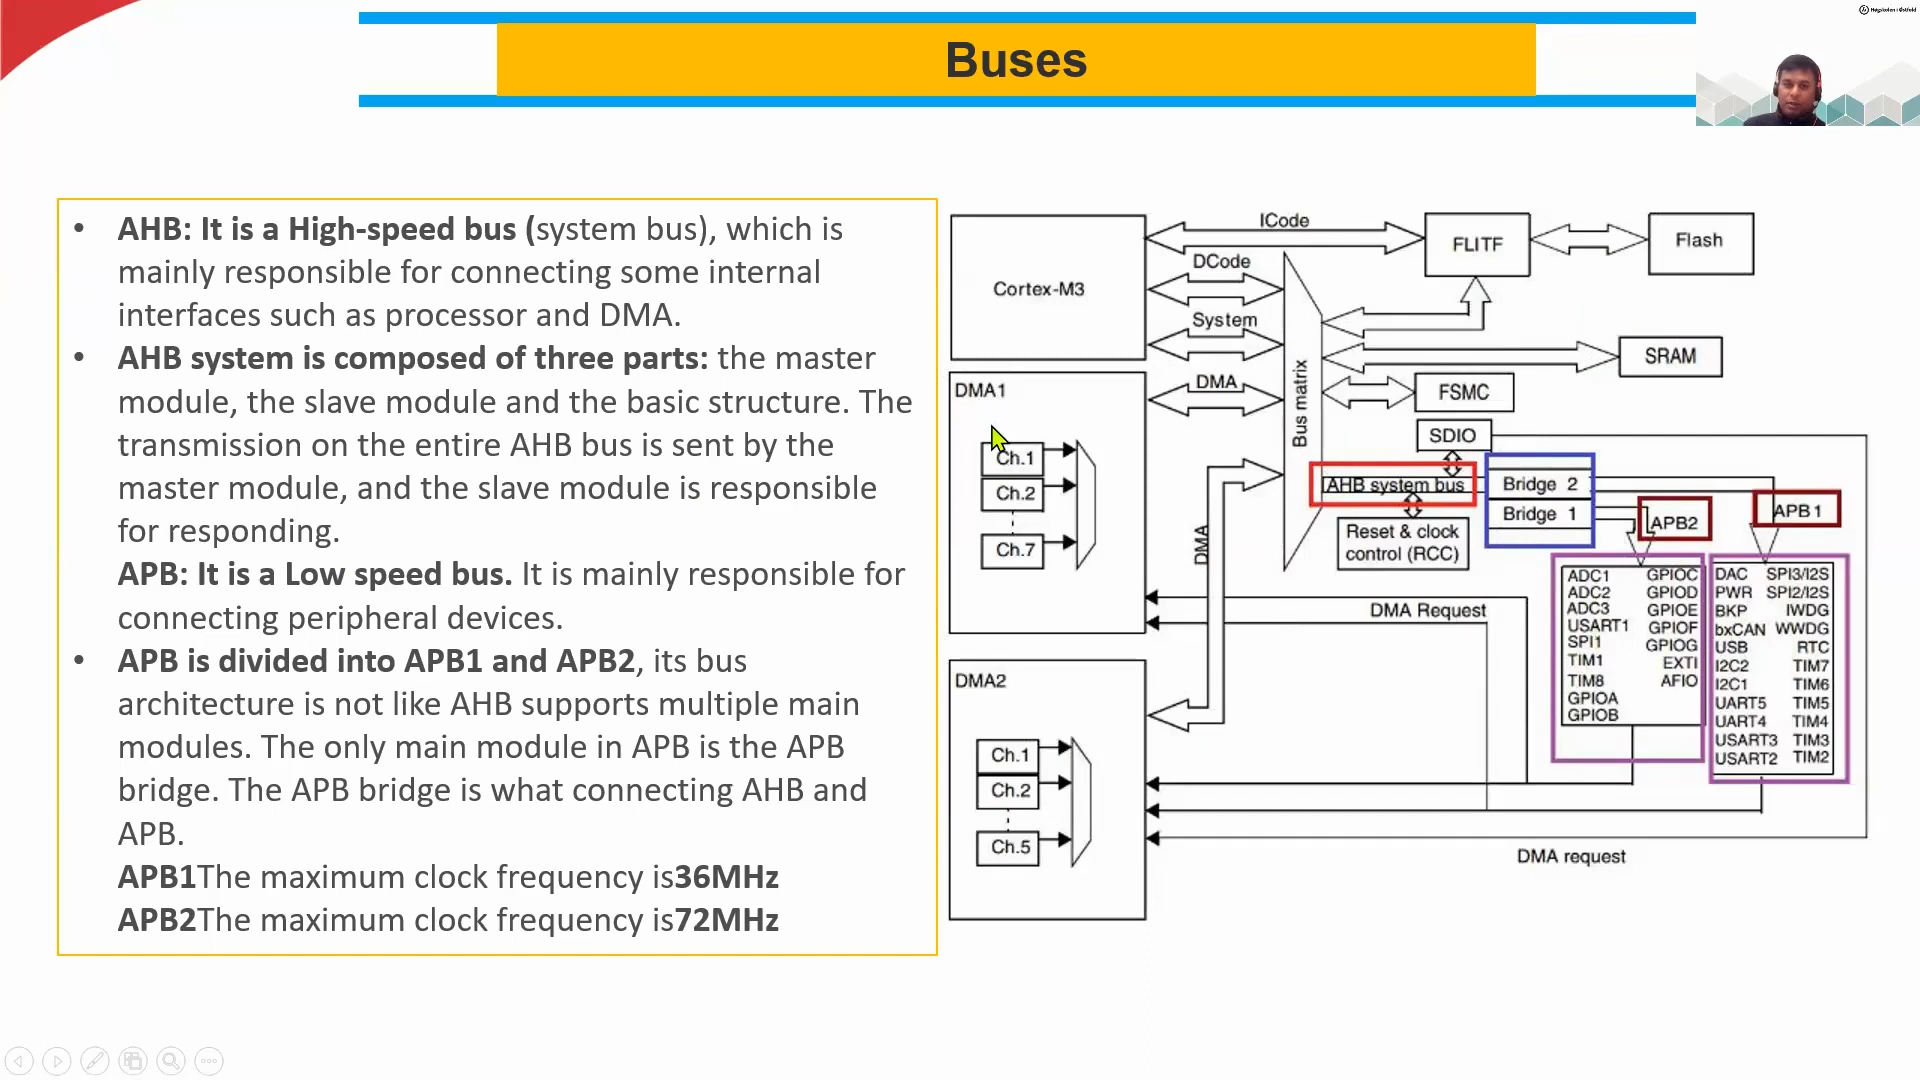 Høgskolen i Østfold
Buses
• AHB: It is a High-speed bus (system bus), which is
mainly responsible for connecting some internal
interfaces such as processor and DMA.
• AHB system is composed of three parts: the master
module, the slave module and the basic structure. The
transmission on the entire AHB bus is sent by the
master module, and the slave module is responsible
for responding.
APB: It is a Low speed bus. It is mainly responsible for
connecting peripheral devices.
• APB is divided into APB1 and APB2, its bus
architecture is not like AHB supports multiple main
modules. The only main module in APB is the APB
bridge. The APB bridge is what connecting AHB and
APB.
APB1The maximum clock frequency is36MHz
APB2The maximum clock frequency is72MHz
Cortex-M3
ICode
FLITF
Flash
DCode
System
DMA
Bus matrix
SRAM
FSMC
SDIO
AHB system bus
Bridge 2
Bridge 1
APB2
APB1
Reset & clock
control (RCC)
DMA1
Ch.1
Ch.2
Ch.7
DMA
DMA Request
ADC1 GPIOC
ADC2 GPIOD
ADC3 GPIOE
USART1 GPIOF
SPI1 GPIOG
TIM1 EXTI
TIM8 AFIO
GPIOA
GPIOB
DAC SPI3/I2S
PWR SPI2/I2S
BKP IWDG
bxCAN WWDG
USB RTC
I2C2 TIM7
I2C1 TIM6
UART5 TIM5
UART4 TIM4
USART3 TIM3
USART2 TIM2
DMA2
Ch.1
Ch.2
Ch.5
DMA request